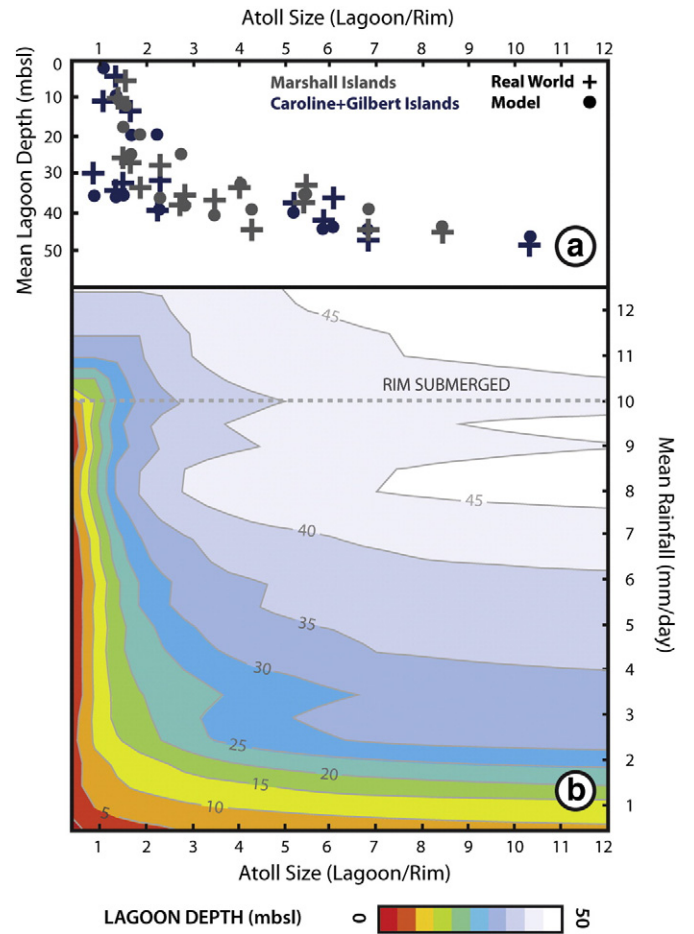 Atoll Size (Lagoon/Rim)
1 2 3 4 5 6 7 8 9 10 11 12
Mean Lagoon Depth (mbsl)
0
10
20
30
40
50
Marshall Islands
Caroline+Gilbert Islands
Real World
Model
a
45
RIM SUBMERGED
45
40
35
30
25
20
15
10
5
b
12
11
10
9
8
7
6
5
4
3
2
1
Mean Rainfall (mm/day)
1 2 3 4 5 6 7 8 9 10 11 12
Atoll Size (Lagoon/Rim)
LAGOON DEPTH (mbsl) 0 50